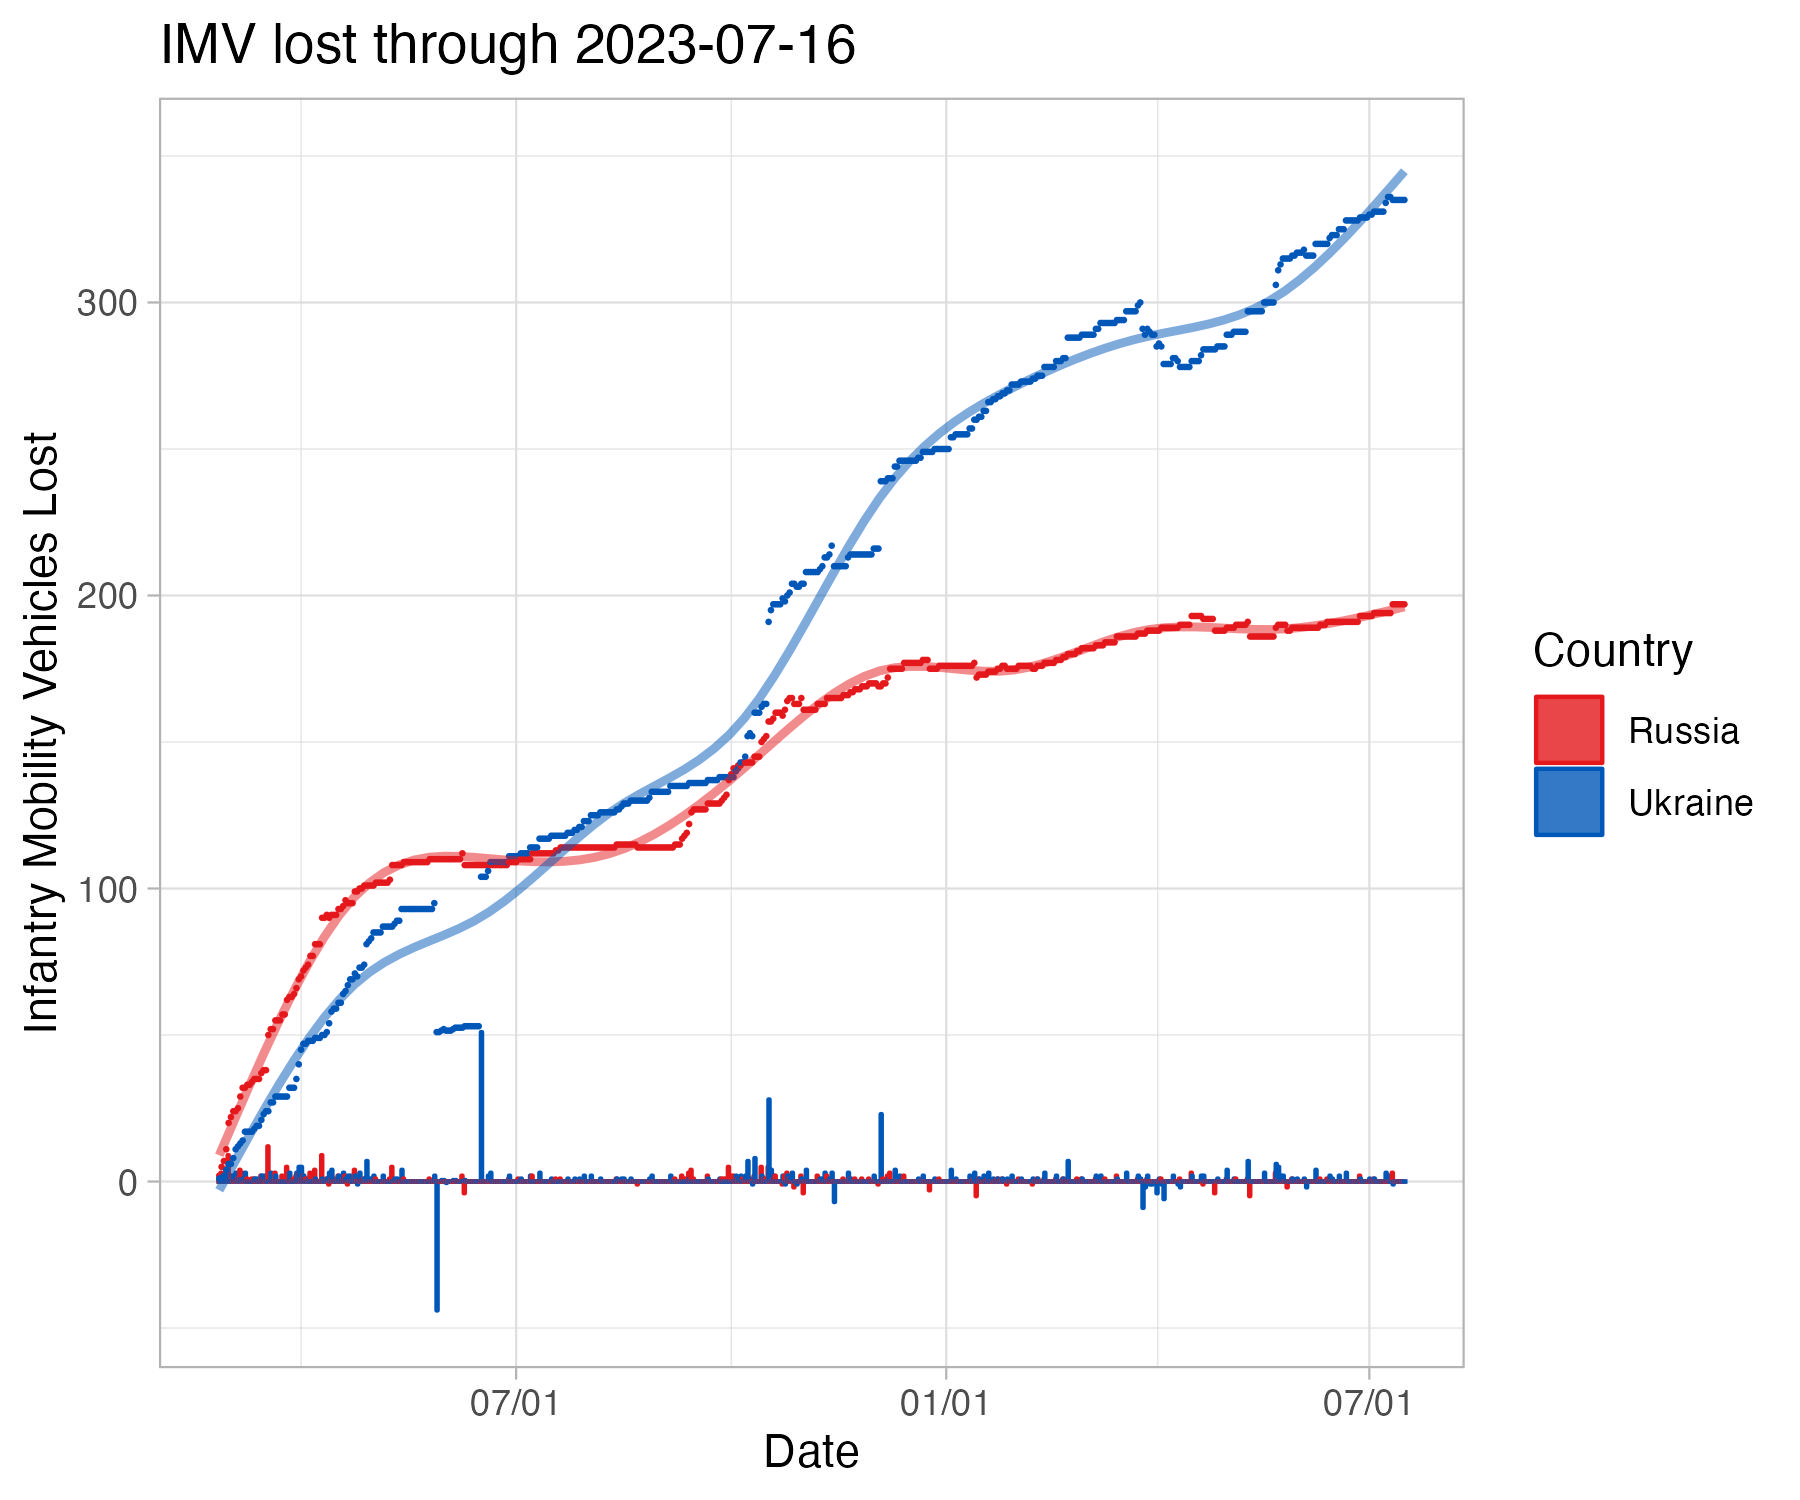 IMV lost through 2023-07-16
Infantry Mobility Vehicles Lost
300
200
100
0
07/01
01/01
07/01
Date
Country
Russia
Ukraine